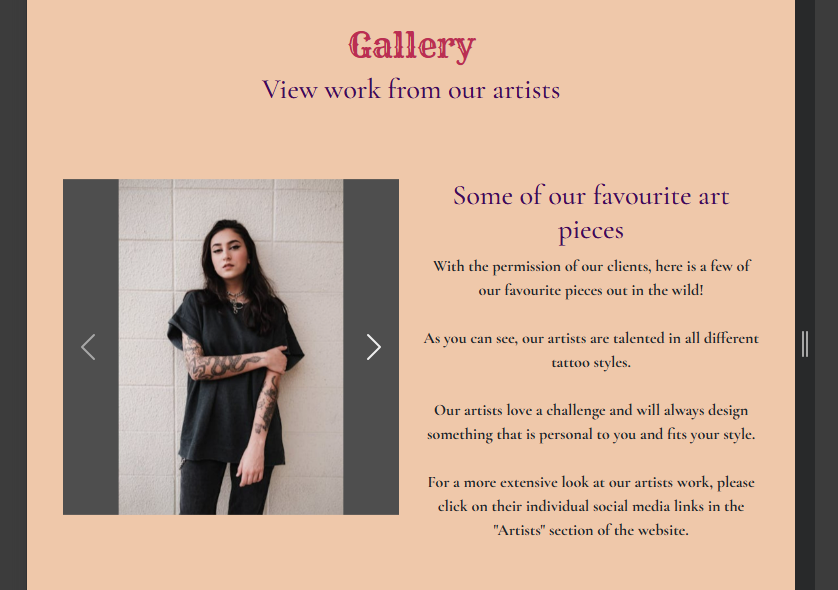 Gallery
View work from our artists
Some of our favourite art
pieces
With the permission of our clients, here is a few of
our favourite pieces out in the wild!
As you can see, our artists are talented in all different
tattoo styles.
Our artists love a challenge and will always design
something that is personal to you and fits your style.
For a more extensive look at our artists work, please
click on their individual social media links in the
"Artists" section of the website.